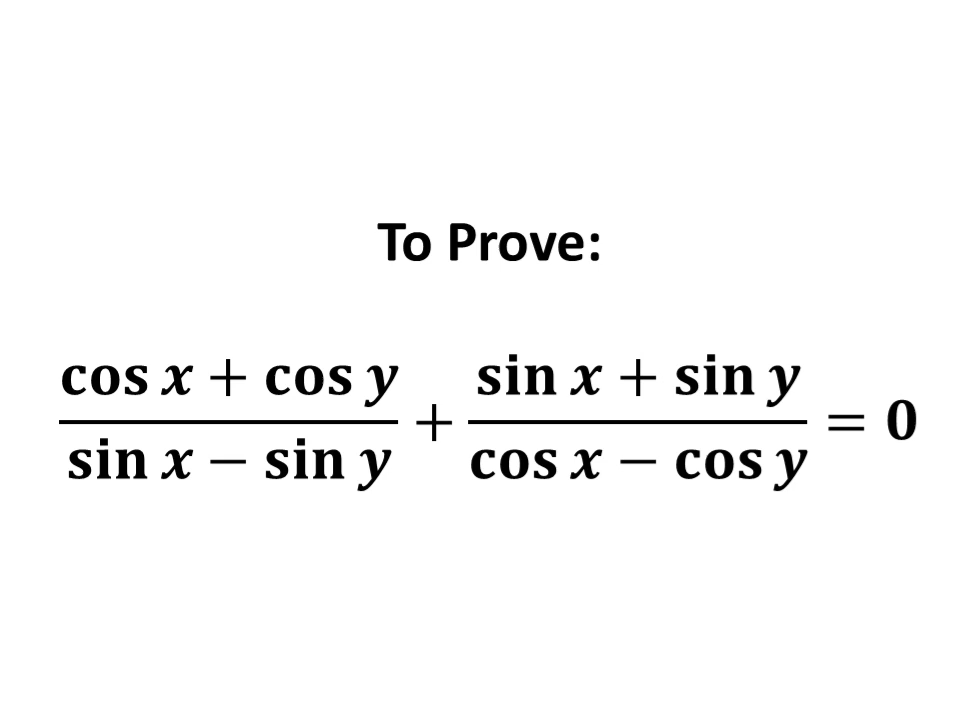 To Prove:
cos x + cos y / sin x − sin y + sin x + sin y / cos x − cos y = 0